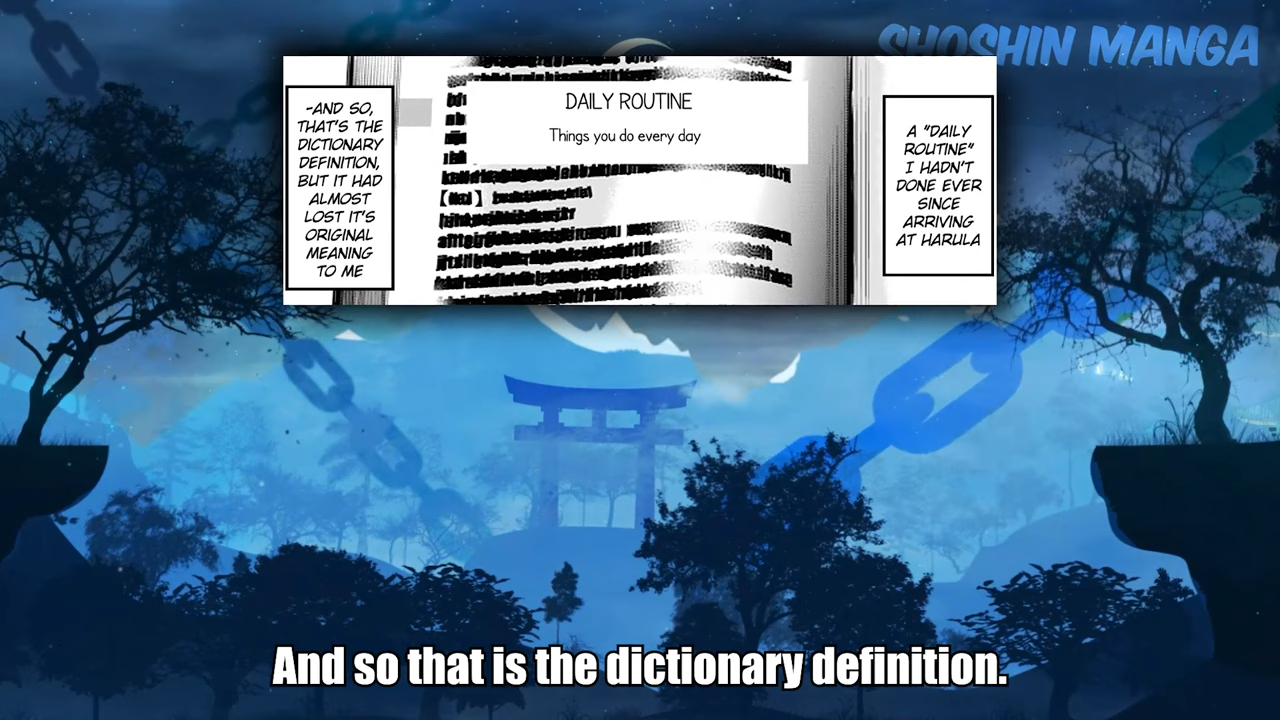 SHOSHIN MANGA
A "DAILY
ROUTINE"
I HADN'T
DONE EVER
SINCE
ARRIVING
AT HARULA
DAILY ROUTINE
Things you do every day
-AND SO,
THAT'S THE
DICTIONARY
DEFINITION,
BUT IT HAD
ALMOST
LOST IT'S
ORIGINAL
MEANING
TO ME
And so that is the dictionary definition.